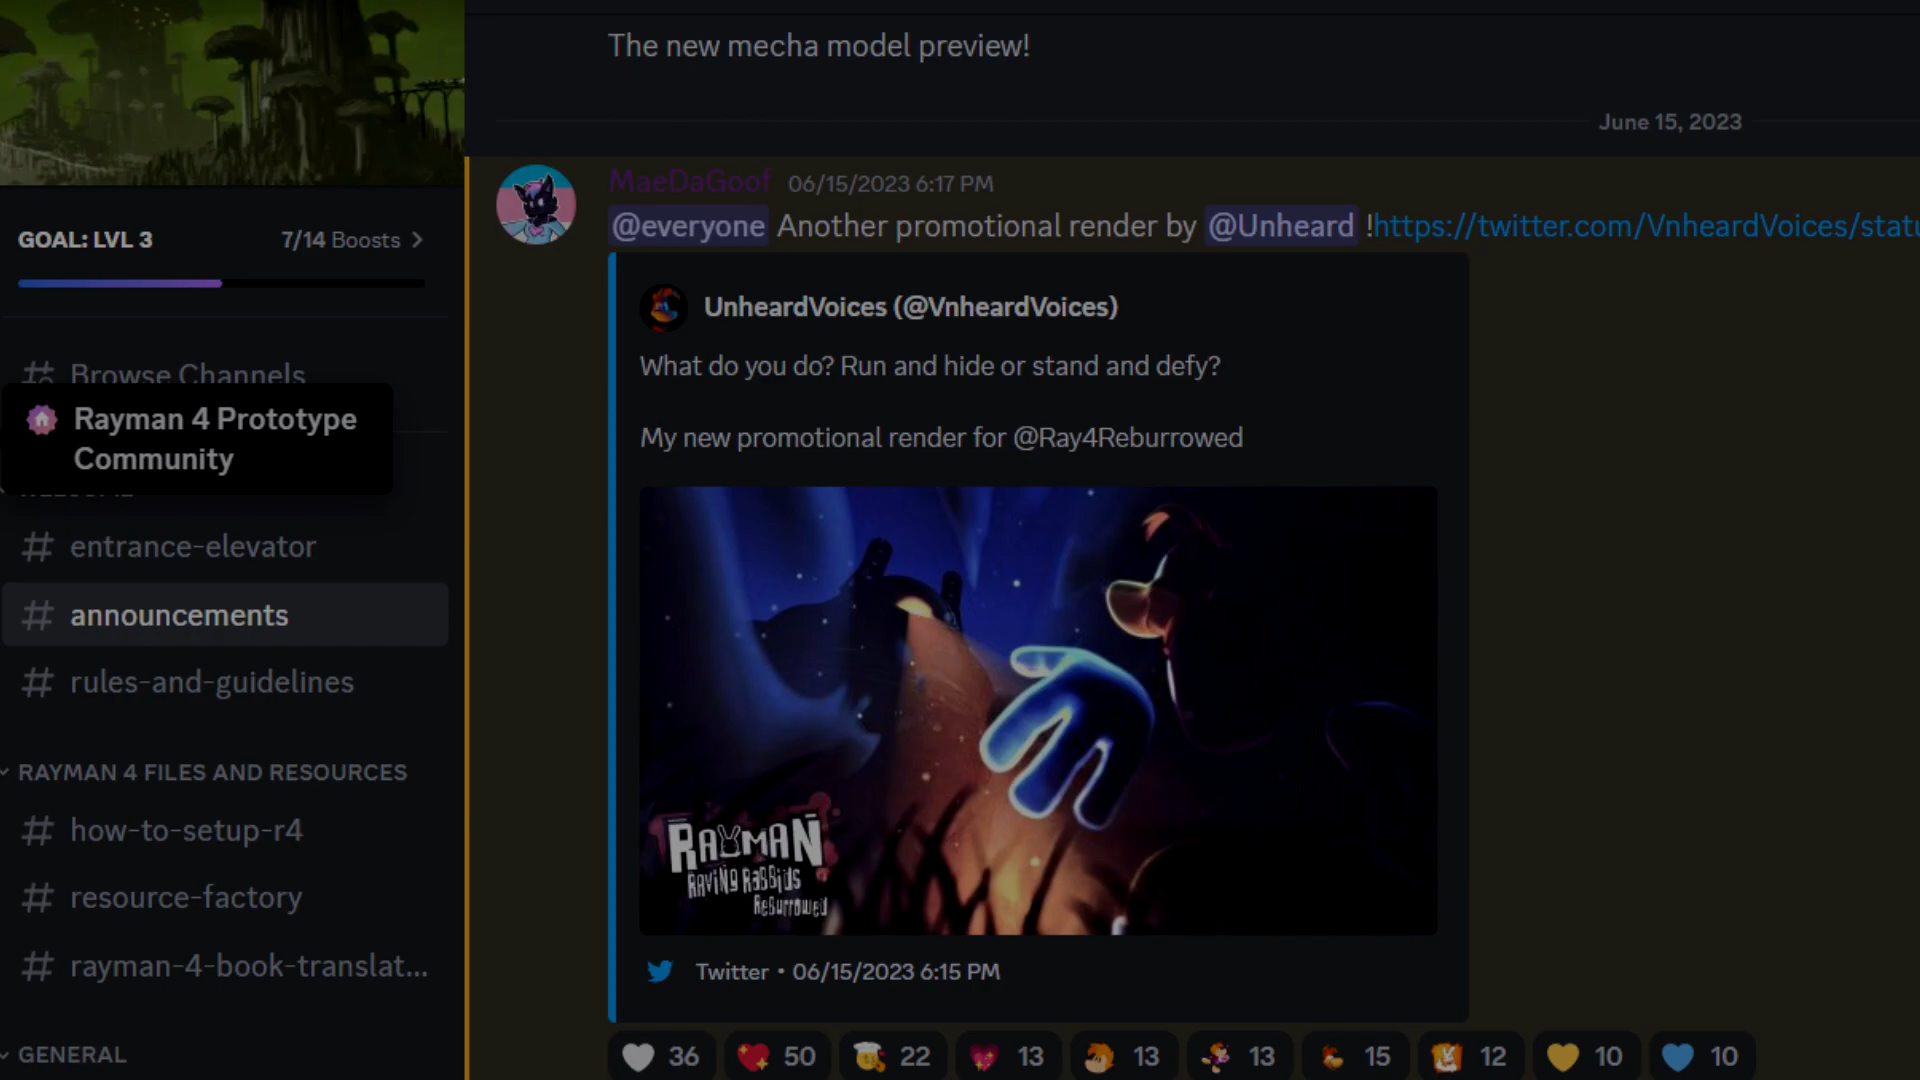 The new mecha model preview!
June 15, 2023
GOAL: LVL 3 7/14 Boosts
Browse Channels
Rayman 4 Prototype
Community
entrance-elevator
announcements
rules-and-guidelines
RAYMAN 4 FILES AND RESOURCES
how-to-setup-r4
resource-factory
rayman-4-book-translat...
GENERAL
MaeDaGoof 06/15/2023 6:17 PM
@everyone Another promotional render by @Unheard !https://twitter.com/VnheardVoices/statu
UnheardVoices (@VnheardVoices)
What do you do? Run and hide or stand and defy?
My new promotional render for @Ray4Reburrowed
RAYMAN
RAVING RABBIDS
REBURROWED
Twitter • 06/15/2023 6:15 PM
36 50 22 13 13 13 15 12 10 10